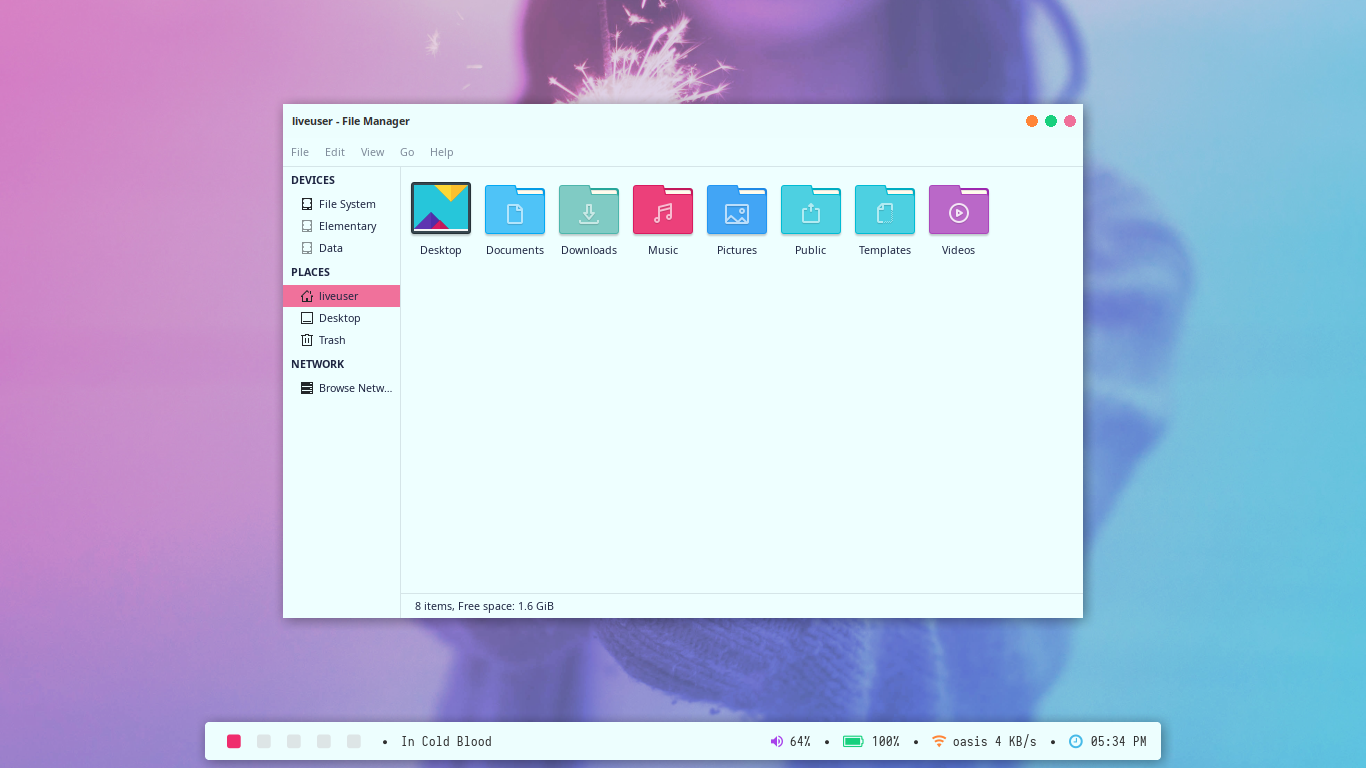 liveuser - File Manager
File Edit View Go Help
DEVICES
File System
Elementary
Data
PLACES
liveuser
Desktop
Trash
NETWORK
Browse Netw...
Desktop Documents Downloads Music Pictures Public Templates Videos
8 items, Free space: 1.6 GiB
• In Cold Blood 64% • 100% • oasis 4 KB/s • 05:34 PM